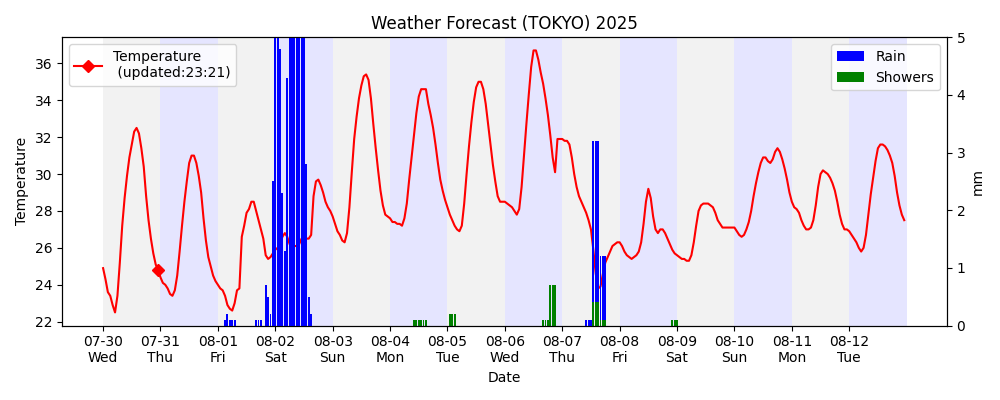 Weather Forecast (TOKYO) 2025
Temperature
(updated:23:21)
Rain
Showers
Temperature
36
34
32
30
28
26
24
22
5
4
3
2
1
0
mm
07-30 07-31 08-01 08-02 08-03 08-04 08-05 08-06 08-07 08-08 08-09 08-10 08-11 08-12
Wed Thu Fri Sat Sun Mon Tue Wed Thu Fri Sat Sun Mon Tue
Date